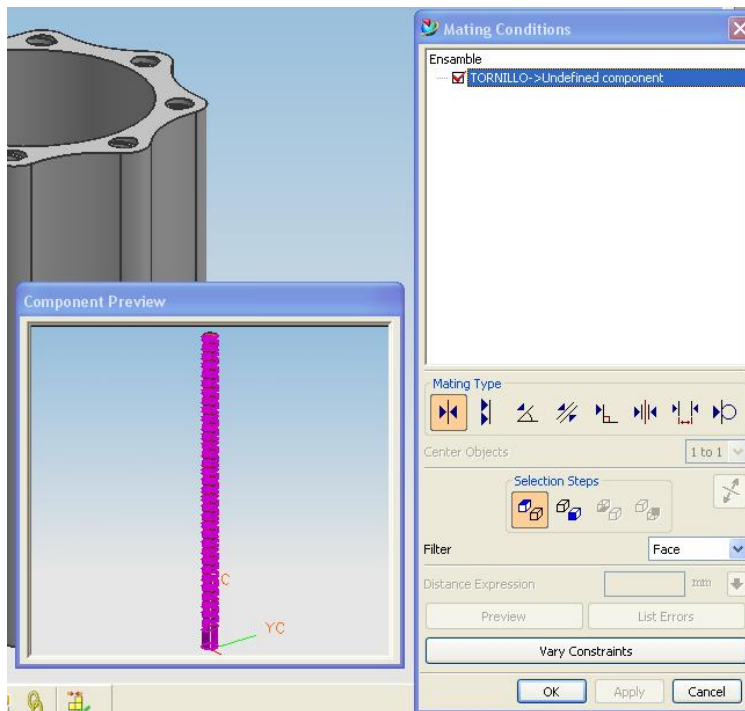 Mating Conditions
Ensamble
TORNILLO->Undefined component
Component Preview
C
YC
Mating Type
Center Objects
1 to 1
Selection Steps
Filter
Face
Distance Expression
mm
Preview
List Errors
Vary Constraints
OK
Apply
Cancel